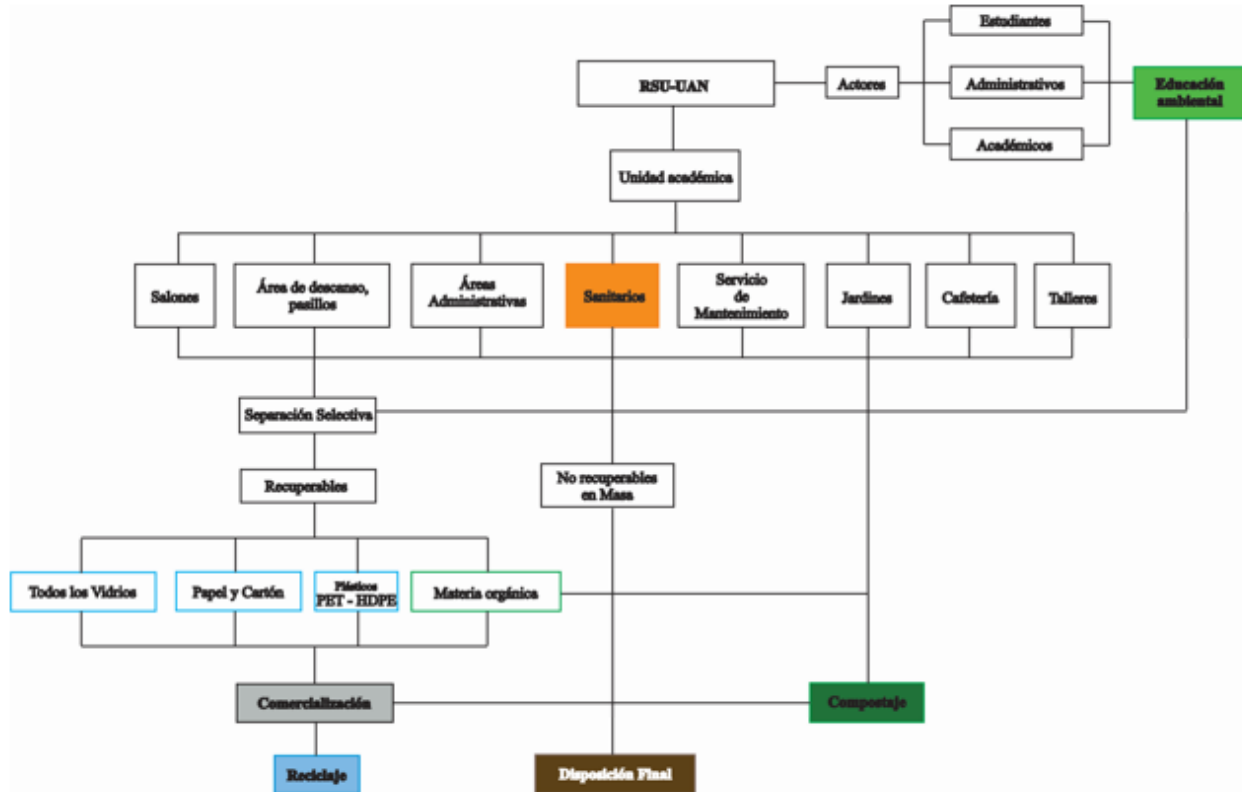 Estudiantes
RSU-UAN
Actores
Administrativos
Educación
ambiental
Académicos
Unidad académica
Salones
Área de descanso,
pasillos
Áreas
Administrativas
Sanitarios
Servicio
de
Mantenimiento
Jardines
Cafetería
Talleres
Separación Selectiva
Recuperables
No recuperables
en Masa
Todos los Vidrios
Papel y Cartón
Plásticos
PET - HDPE
Materia orgánica
Comercialización
Compostaje
Reciclaje
Disposición Final